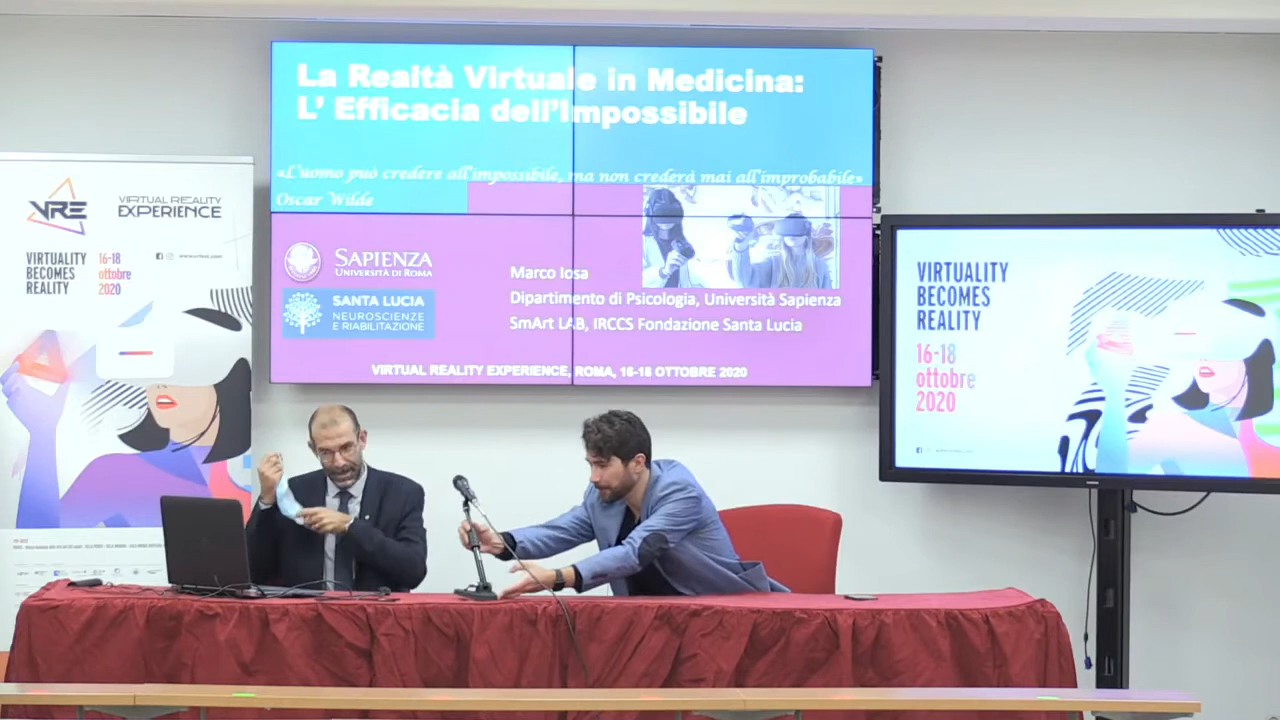 La Realtà Virtuale in Medicina:
L' Efficacia dell'Impossibile
«L'uomo può credere all'impossibile, ma non crederà mai all'improbabile»
Oscar Wilde
SAPIENZA
UNIVERSITÀ DI ROMA
SANTA LUCIA
NEUROSCIENZE
E RIABILITAZIONE
Marco Iosa
Dipartimento di Psicologia, Università Sapienza
SmArt LAB, IRCCS Fondazione Santa Lucia
VIRTUAL REALITY EXPERIENCE, ROMA, 16-18 OTTOBRE 2020
VRE
VIRTUAL REALITY
EXPERIENCE
VIRTUALITY
BECOMES
REALITY
16-18
ottobre
2020
VIRTUALITY
BECOMES
REALITY
16-18
ottobre
2020